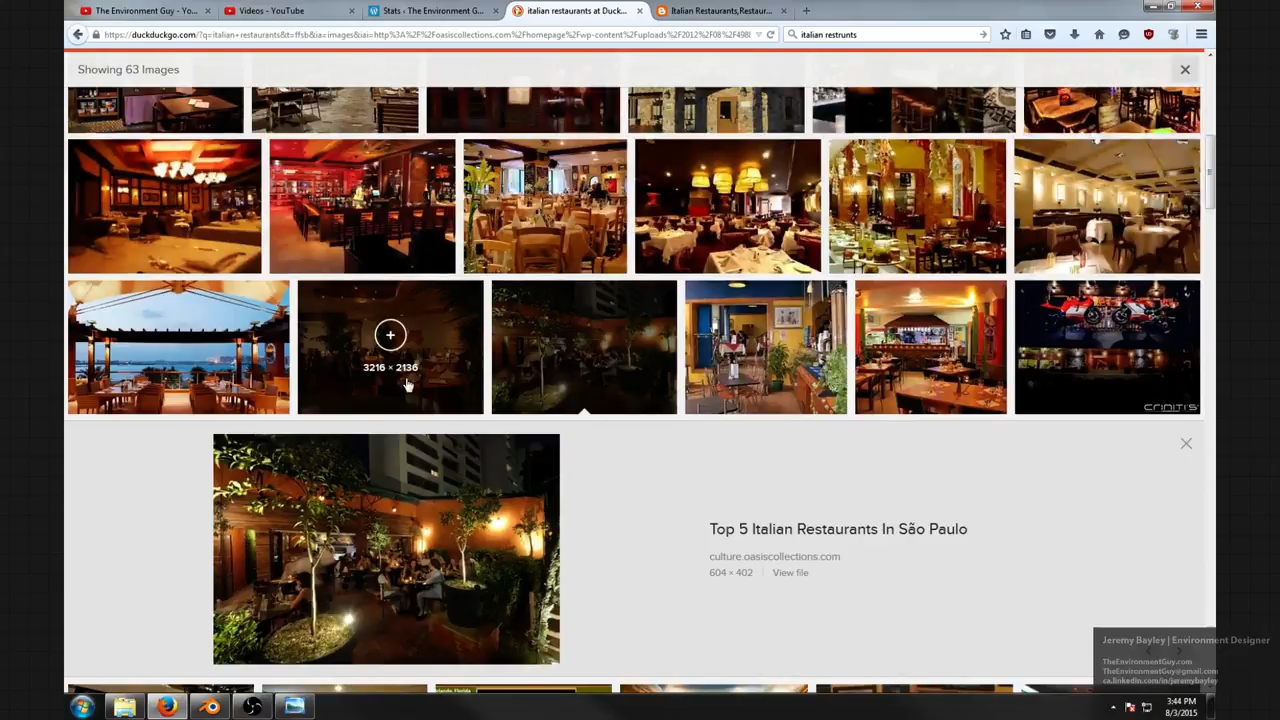 The Environment Guy - Yo...
Videos - YouTube
Stats ‹ The Environment G...
italian restaurants at Duck...
Italian Restaurants,Restaur...
https://duckduckgo.com/?q=italian+restaurants&t=ffsb&ia=images&iai=http%3A%2F%2Foasiscollections.com%2Fhomepage%2Fwp-content%2Fuploads%2F2012%2F08%2F498
italian restrunts
Showing 63 Images
3216 × 2136
CRINITI'S
Top 5 Italian Restaurants In São Paulo
culture.oasiscollections.com
604 × 402
View file
Jeremy Bayley | Environment Designer
TheEnvironmentGuy.com
TheEnvironmentGuy@gmail.com
ca.linkedin.com/in/jeremybayley
3:44 PM
8/3/2015